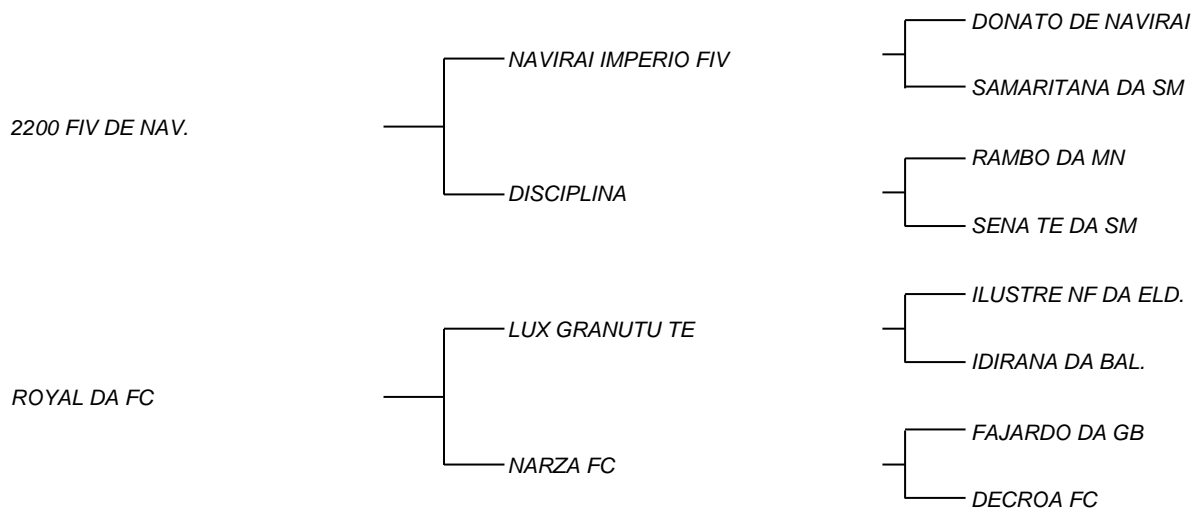 DONATO DE NAVIRAI
NAVIRAI IMPERIO FIV
SAMARITANA DA SM
2200 FIV DE NAV.
RAMBO DA MN
DISCIPLINA
SENA TE DA SM
ILUSTRE NF DA ELD.
LUX GRANUTU TE
IDIRANA DA BAL.
ROYAL DA FC
FAJARDO DA GB
NARZA FC
DECROA FC